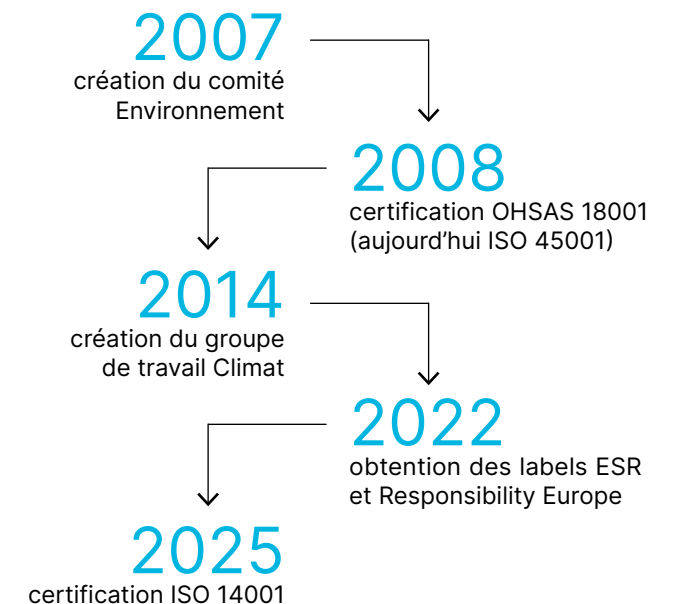 2007
création du comité
Environnement
2008
certification OHSAS 18001
(aujourd’hui ISO 45001)
2014
création du groupe
de travail Climat
2022
obtention des labels ESR
et Responsibility Europe
2025
certification ISO 14001